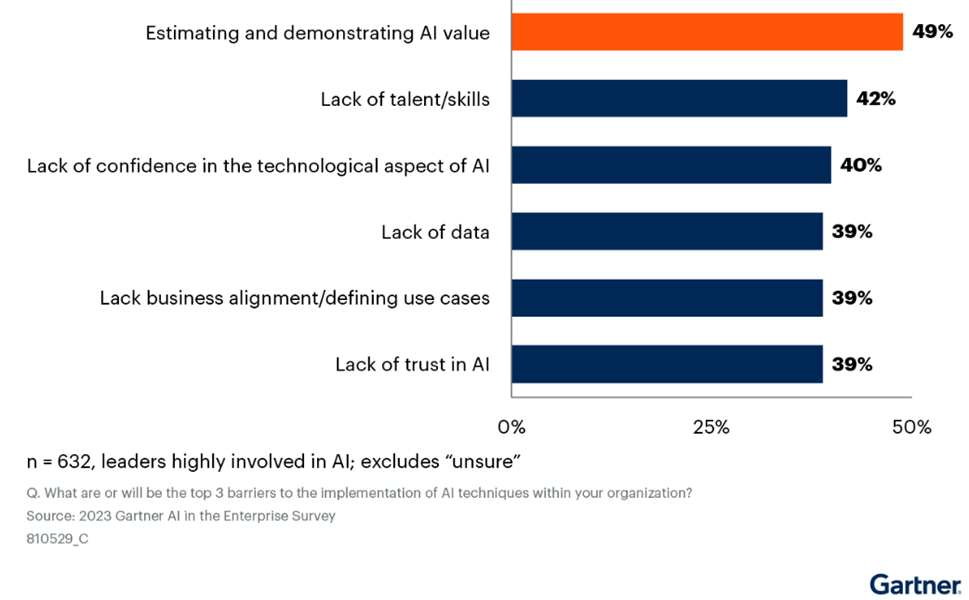 Estimating and demonstrating AI value 49%
Lack of talent/skills 42%
Lack of confidence in the technological aspect of AI 40%
Lack of data 39%
Lack business alignment/defining use cases 39%
Lack of trust in AI 39%
0% 25% 50%
n = 632, leaders highly involved in AI; excludes “unsure”
Q. What are or will be the top 3 barriers to the implementation of AI techniques within your organization?
Source: 2023 Gartner AI in the Enterprise Survey
810529_C
Gartner.